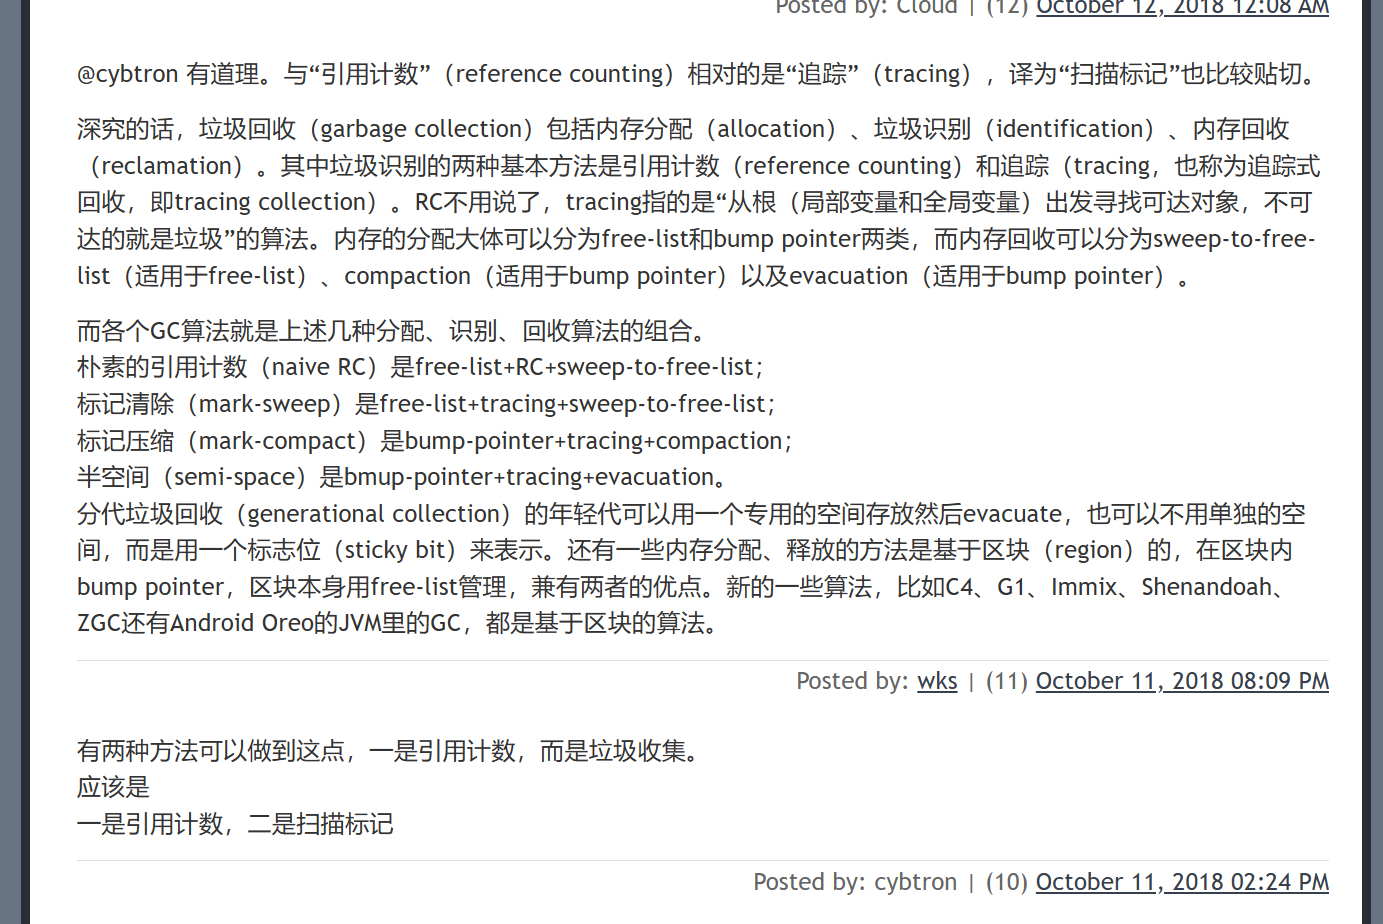 Posted by: Cloud | (12) October 12, 2018 12:08 AM
@cybtron 有道理。与“引用计数”（reference counting）相对的是“追踪”（tracing），译为“扫描标记”也比较贴切。
深究的话，垃圾回收（garbage collection）包括内存分配（allocation）、垃圾识别（identification）、内存回收
（reclamation）。其中垃圾识别的两种基本方法是引用计数（reference counting）和追踪（tracing，也称为追踪式
回收，即tracing collection）。RC不用说了，tracing指的是“从根（局部变量和全局变量）出发寻找可达对象，不可
达的就是垃圾”的算法。内存的分配大体可以分为free-list和bump pointer两类，而内存回收可以分为sweep-to-free-
list（适用于free-list）、compaction（适用于bump pointer）以及evacuation（适用于bump pointer）。
而各个GC算法就是上述几种分配、识别、回收算法的组合。
朴素的引用计数（naive RC）是free-list+RC+sweep-to-free-list；
标记清除（mark-sweep）是free-list+tracing+sweep-to-free-list；
标记压缩（mark-compact）是bump-pointer+tracing+compaction；
半空间（semi-space）是bmup-pointer+tracing+evacuation。
分代垃圾回收（generational collection）的年轻代可以用一个专用的空间存放然后evacuate，也可以不用单独的空
间，而是用一个标志位（sticky bit）来表示。还有一些内存分配、释放的方法是基于区块（region）的，在区块内
bump pointer，区块本身用free-list管理，兼有两者的优点。新的一些算法，比如C4、G1、Immix、Shenandoah、
ZGC还有Android Oreo的JVM里的GC，都是基于区块的算法。
Posted by: wks | (11) October 11, 2018 08:09 PM
有两种方法可以做到这点，一是引用计数，而是垃圾收集。
应该是
一是引用计数，二是扫描标记
Posted by: cybtron | (10) October 11, 2018 02:24 PM